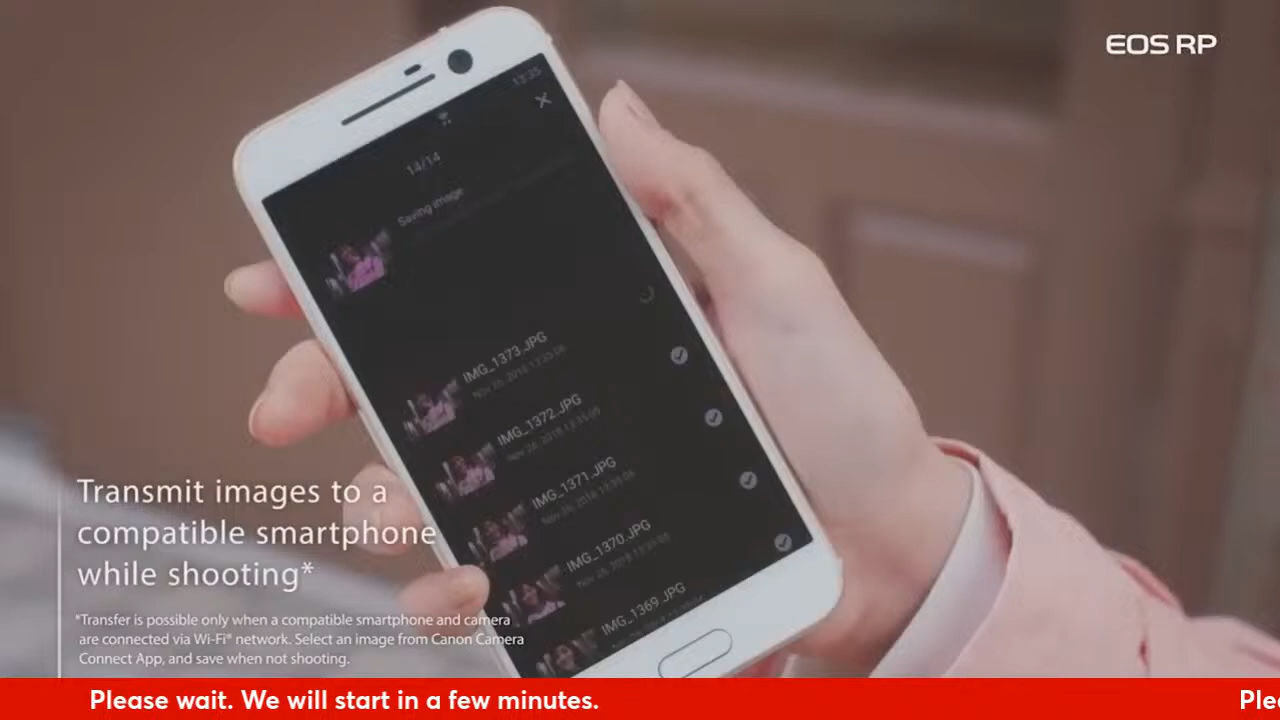 EOS RP
13:35
14/14
Saving image
IMG_1373.JPG
IMG_1372.JPG
IMG_1371.JPG
IMG_1370.JPG
IMG_1369.JPG
Transmit images to a
compatible smartphone
while shooting*
*Transfer is possible only when a compatible smartphone and camera
are connected via Wi-Fi® network. Select an image from Canon Camera
Connect App, and save when not shooting.
Please wait. We will start in a few minutes.